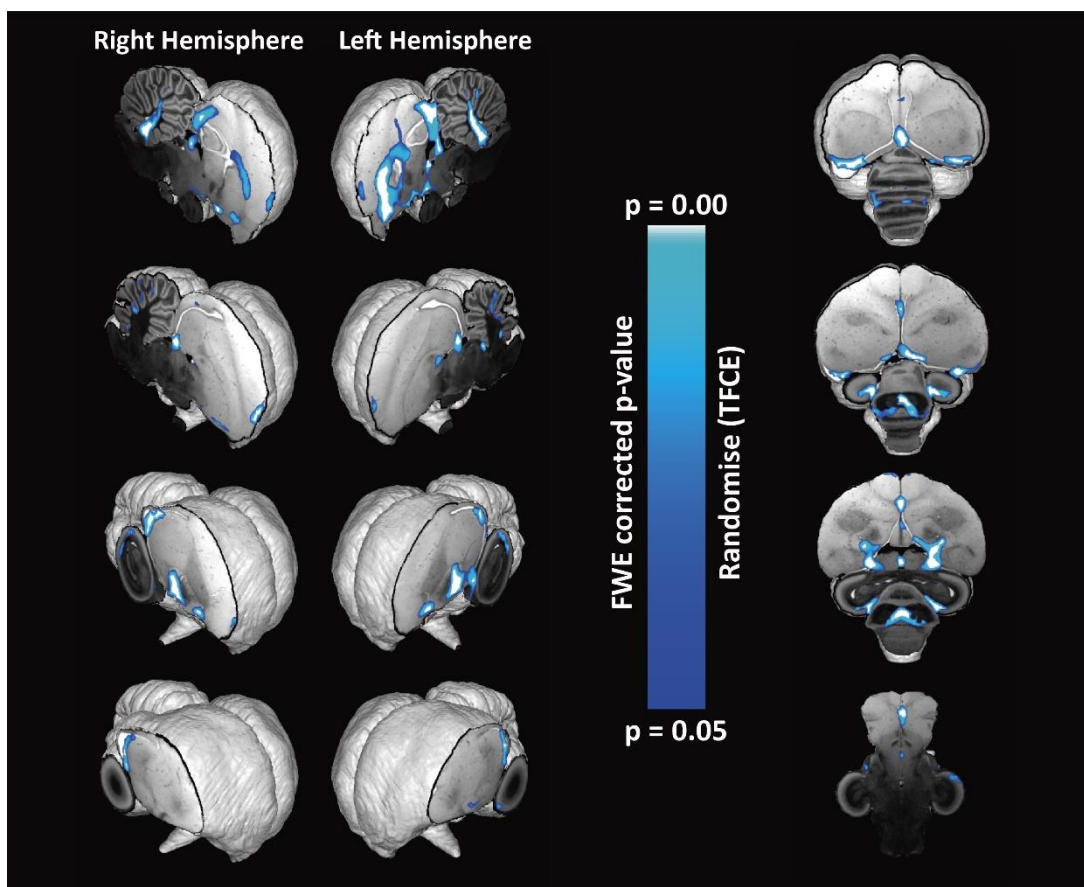 Right Hemisphere
Left Hemisphere
p = 0.00
FWE corrected p-value
Randomise (TFCE)
p = 0.05